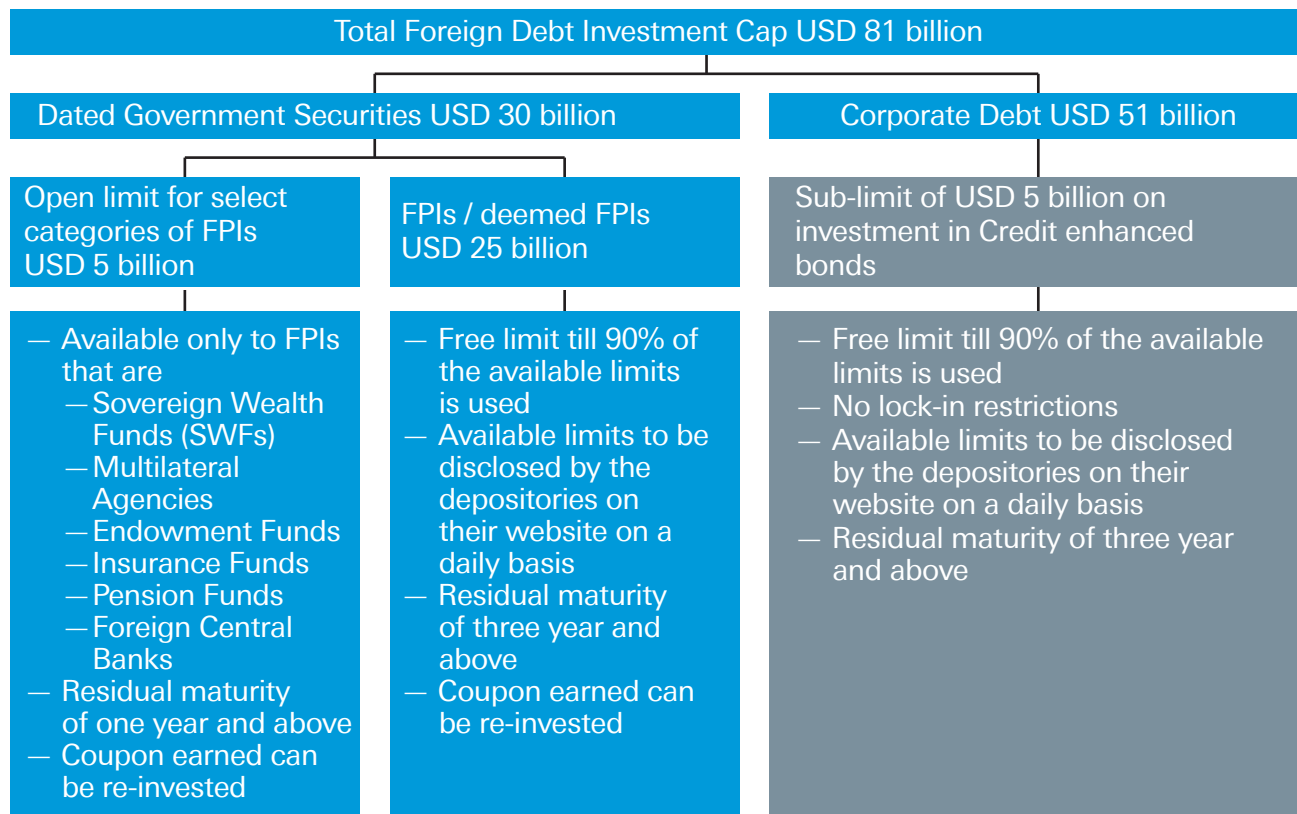 Total Foreign Debt Investment Cap USD 81 billion
Dated Government Securities USD 30 billion
Corporate Debt USD 51 billion
Open limit for select
categories of FPIs
USD 5 billion
FPIs / deemed FPIs
USD 25 billion
Sub-limit of USD 5 billion on
investment in Credit enhanced
bonds
— Available only to FPIs
that are
— Sovereign Wealth
Funds (SWFs)
— Multilateral
Agencies
— Endowment Funds
— Insurance Funds
— Pension Funds
— Foreign Central
Banks
— Residual maturity
of one year and above
— Coupon earned can
be re-invested
— Free limit till 90% of
the available limits
is used
— Available limits to be
disclosed by the
depositories on
their website on a
daily basis
— Residual maturity
of three year and
above
— Coupon earned can
be re-invested
— Free limit till 90% of the available
limits is used
— No lock-in restrictions
— Available limits to be disclosed
by the depositories on their
website on a daily basis
— Residual maturity of three year
and above